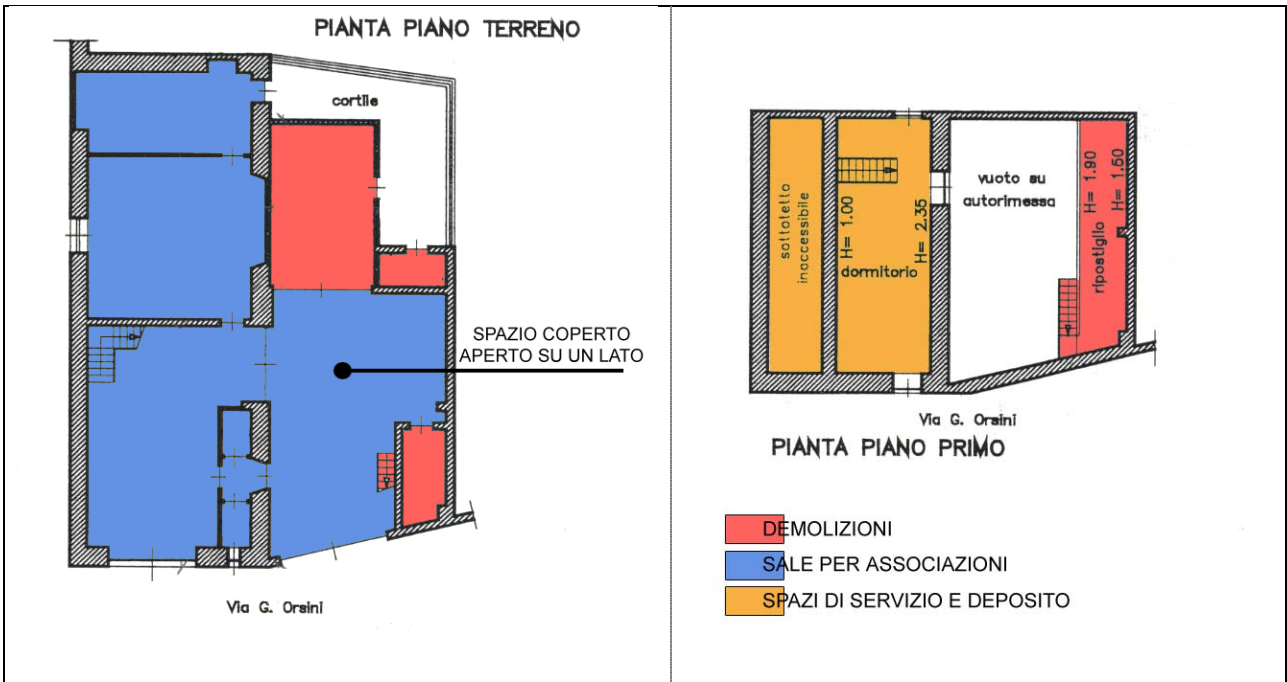 PIANTA PIANO TERRENO
cortile
SPAZIO COPERTO
APERTO SU UN LATO
Via G. Orsini
sottotetto
inaccessibile
H= 1.00
H= 2.35
dormitorio
vuoto su
autorimessa
H= 1.90
H= 1.50
ripostiglio
Via G. Orsini
PIANTA PIANO PRIMO
DEMOLIZIONI
SALE PER ASSOCIAZIONI
SPAZI DI SERVIZIO E DEPOSITO